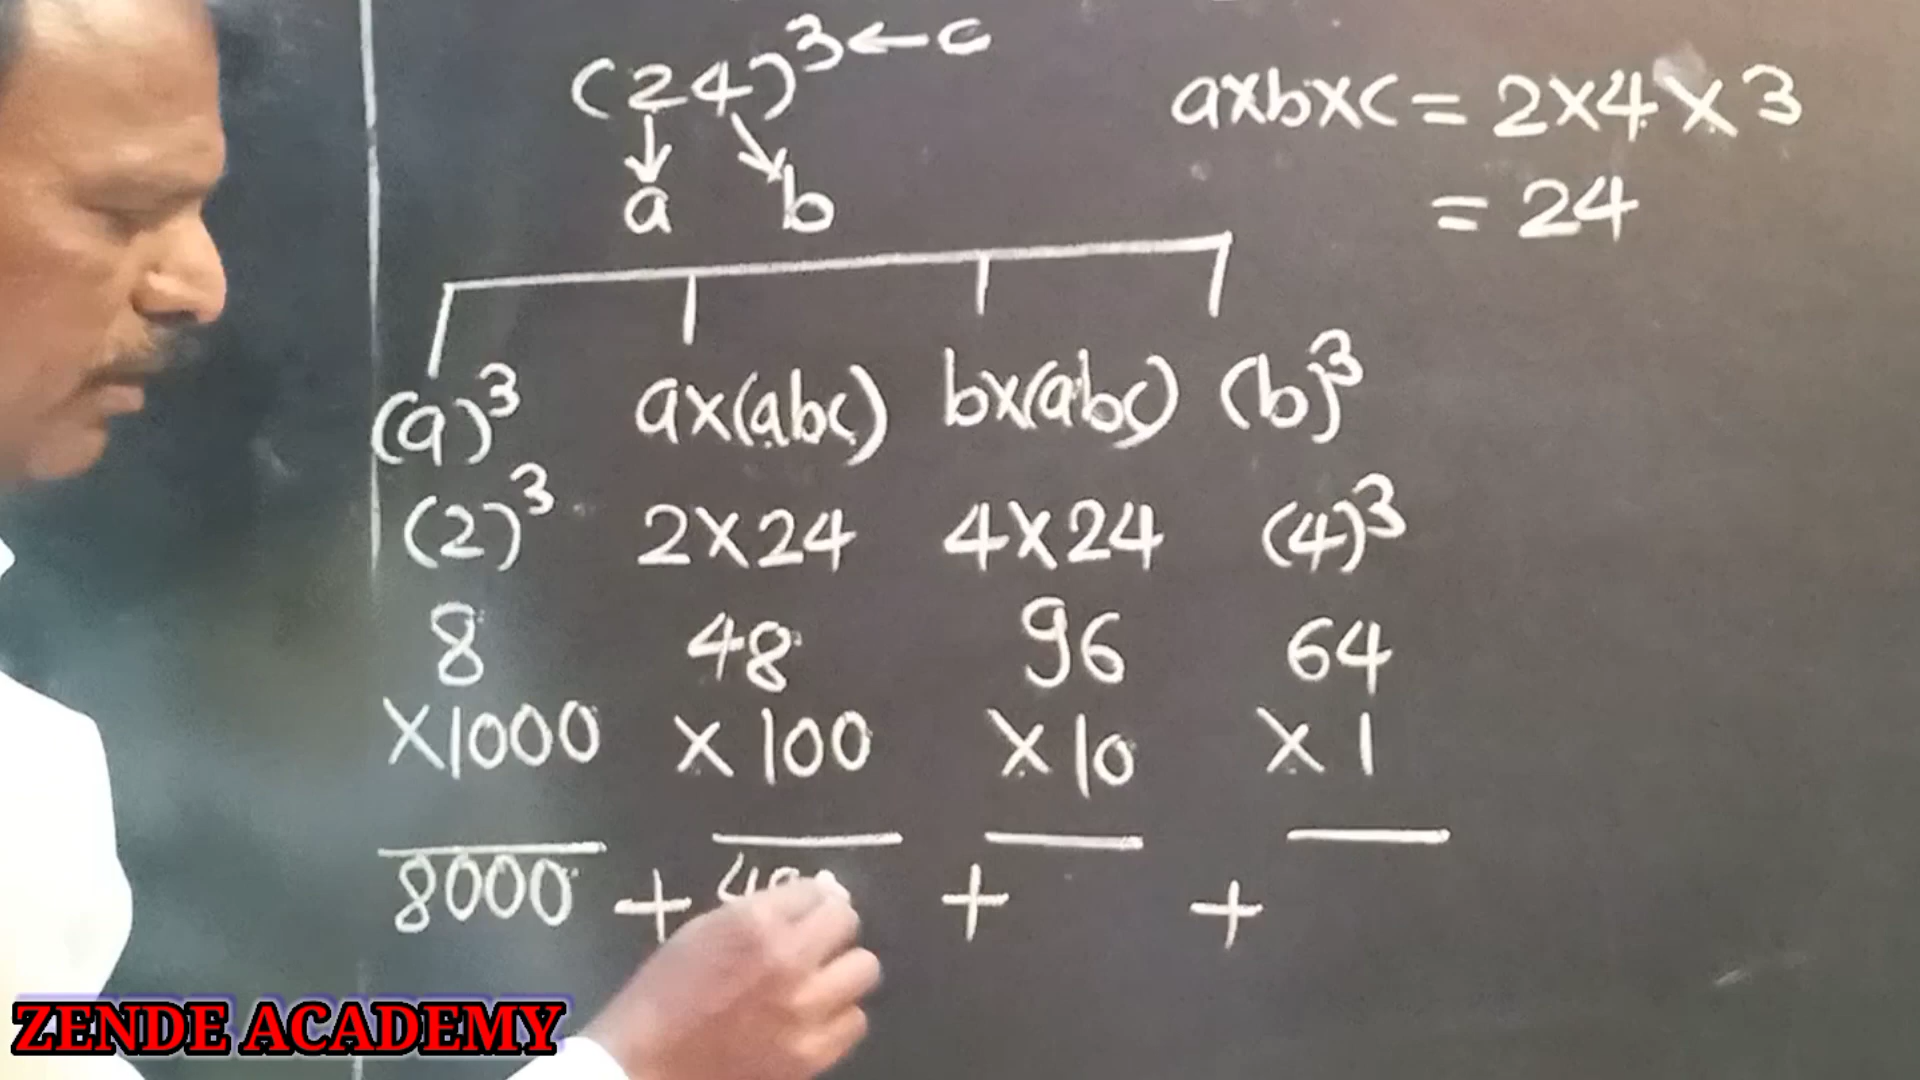 (24)³ ← c
a×b×c = 2×4×3
a b
= 24
(a)³ a×(abc) b×(abc) (b)³
(2)³ 2×24 4×24 (4)³
8 48 96 64
×1000 ×100 ×10 ×1
8000 + + +
ZENDE ACADEMY